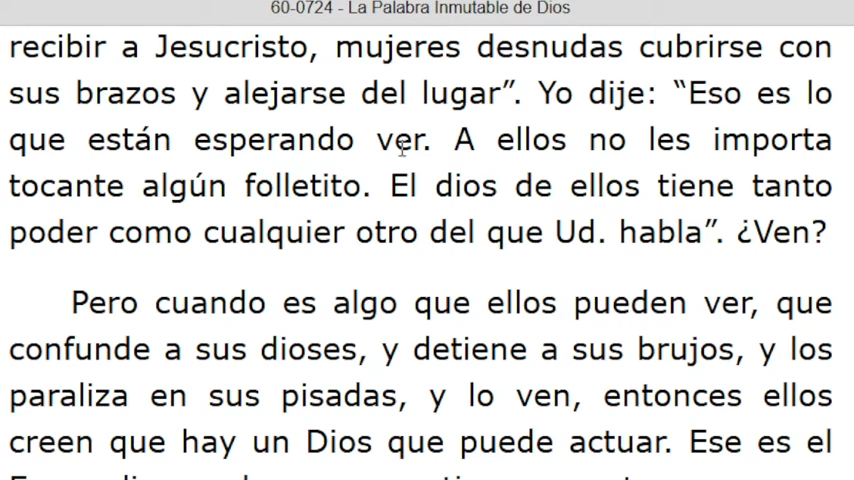 60-0724 - La Palabra Inmutable de Dios
recibir a Jesucristo, mujeres desnudas cubrirse con
sus brazos y alejarse del lugar”. Yo dije: “Eso es lo
que están esperando ver. A ellos no les importa
tocante algún folletito. El dios de ellos tiene tanto
poder como cualquier otro del que Ud. habla”. ¿Ven?
Pero cuando es algo que ellos pueden ver, que
confunde a sus dioses, y detiene a sus brujos, y los
paraliza en sus pisadas, y lo ven, entonces ellos
creen que hay un Dios que puede actuar. Ese es el